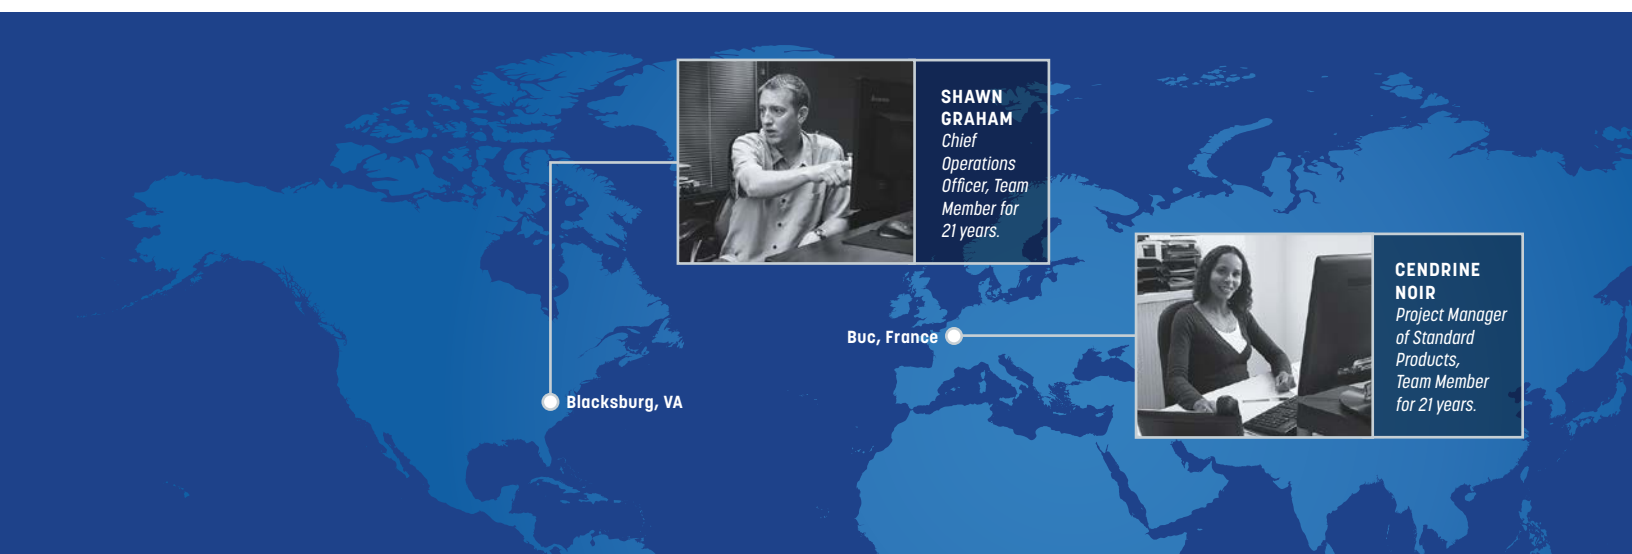 SHAWN
GRAHAM
Chief
Operations
Officer, Team
Member for
21 years.
CENDRINE
NOIR
Project Manager
of Standard
Products,
Team Member
for 21 years.
Buc, France
Blacksburg, VA